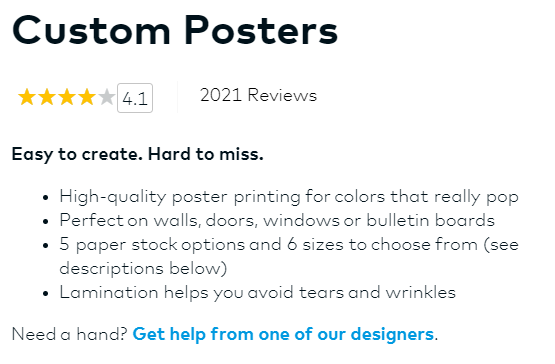 Custom Posters
4.1
2021 Reviews
Easy to create. Hard to miss.
• High-quality poster printing for colors that really pop
• Perfect on walls, doors, windows or bulletin boards
• 5 paper stock options and 6 sizes to choose from (see
descriptions below)
• Lamination helps you avoid tears and wrinkles
Need a hand? Get help from one of our designers.